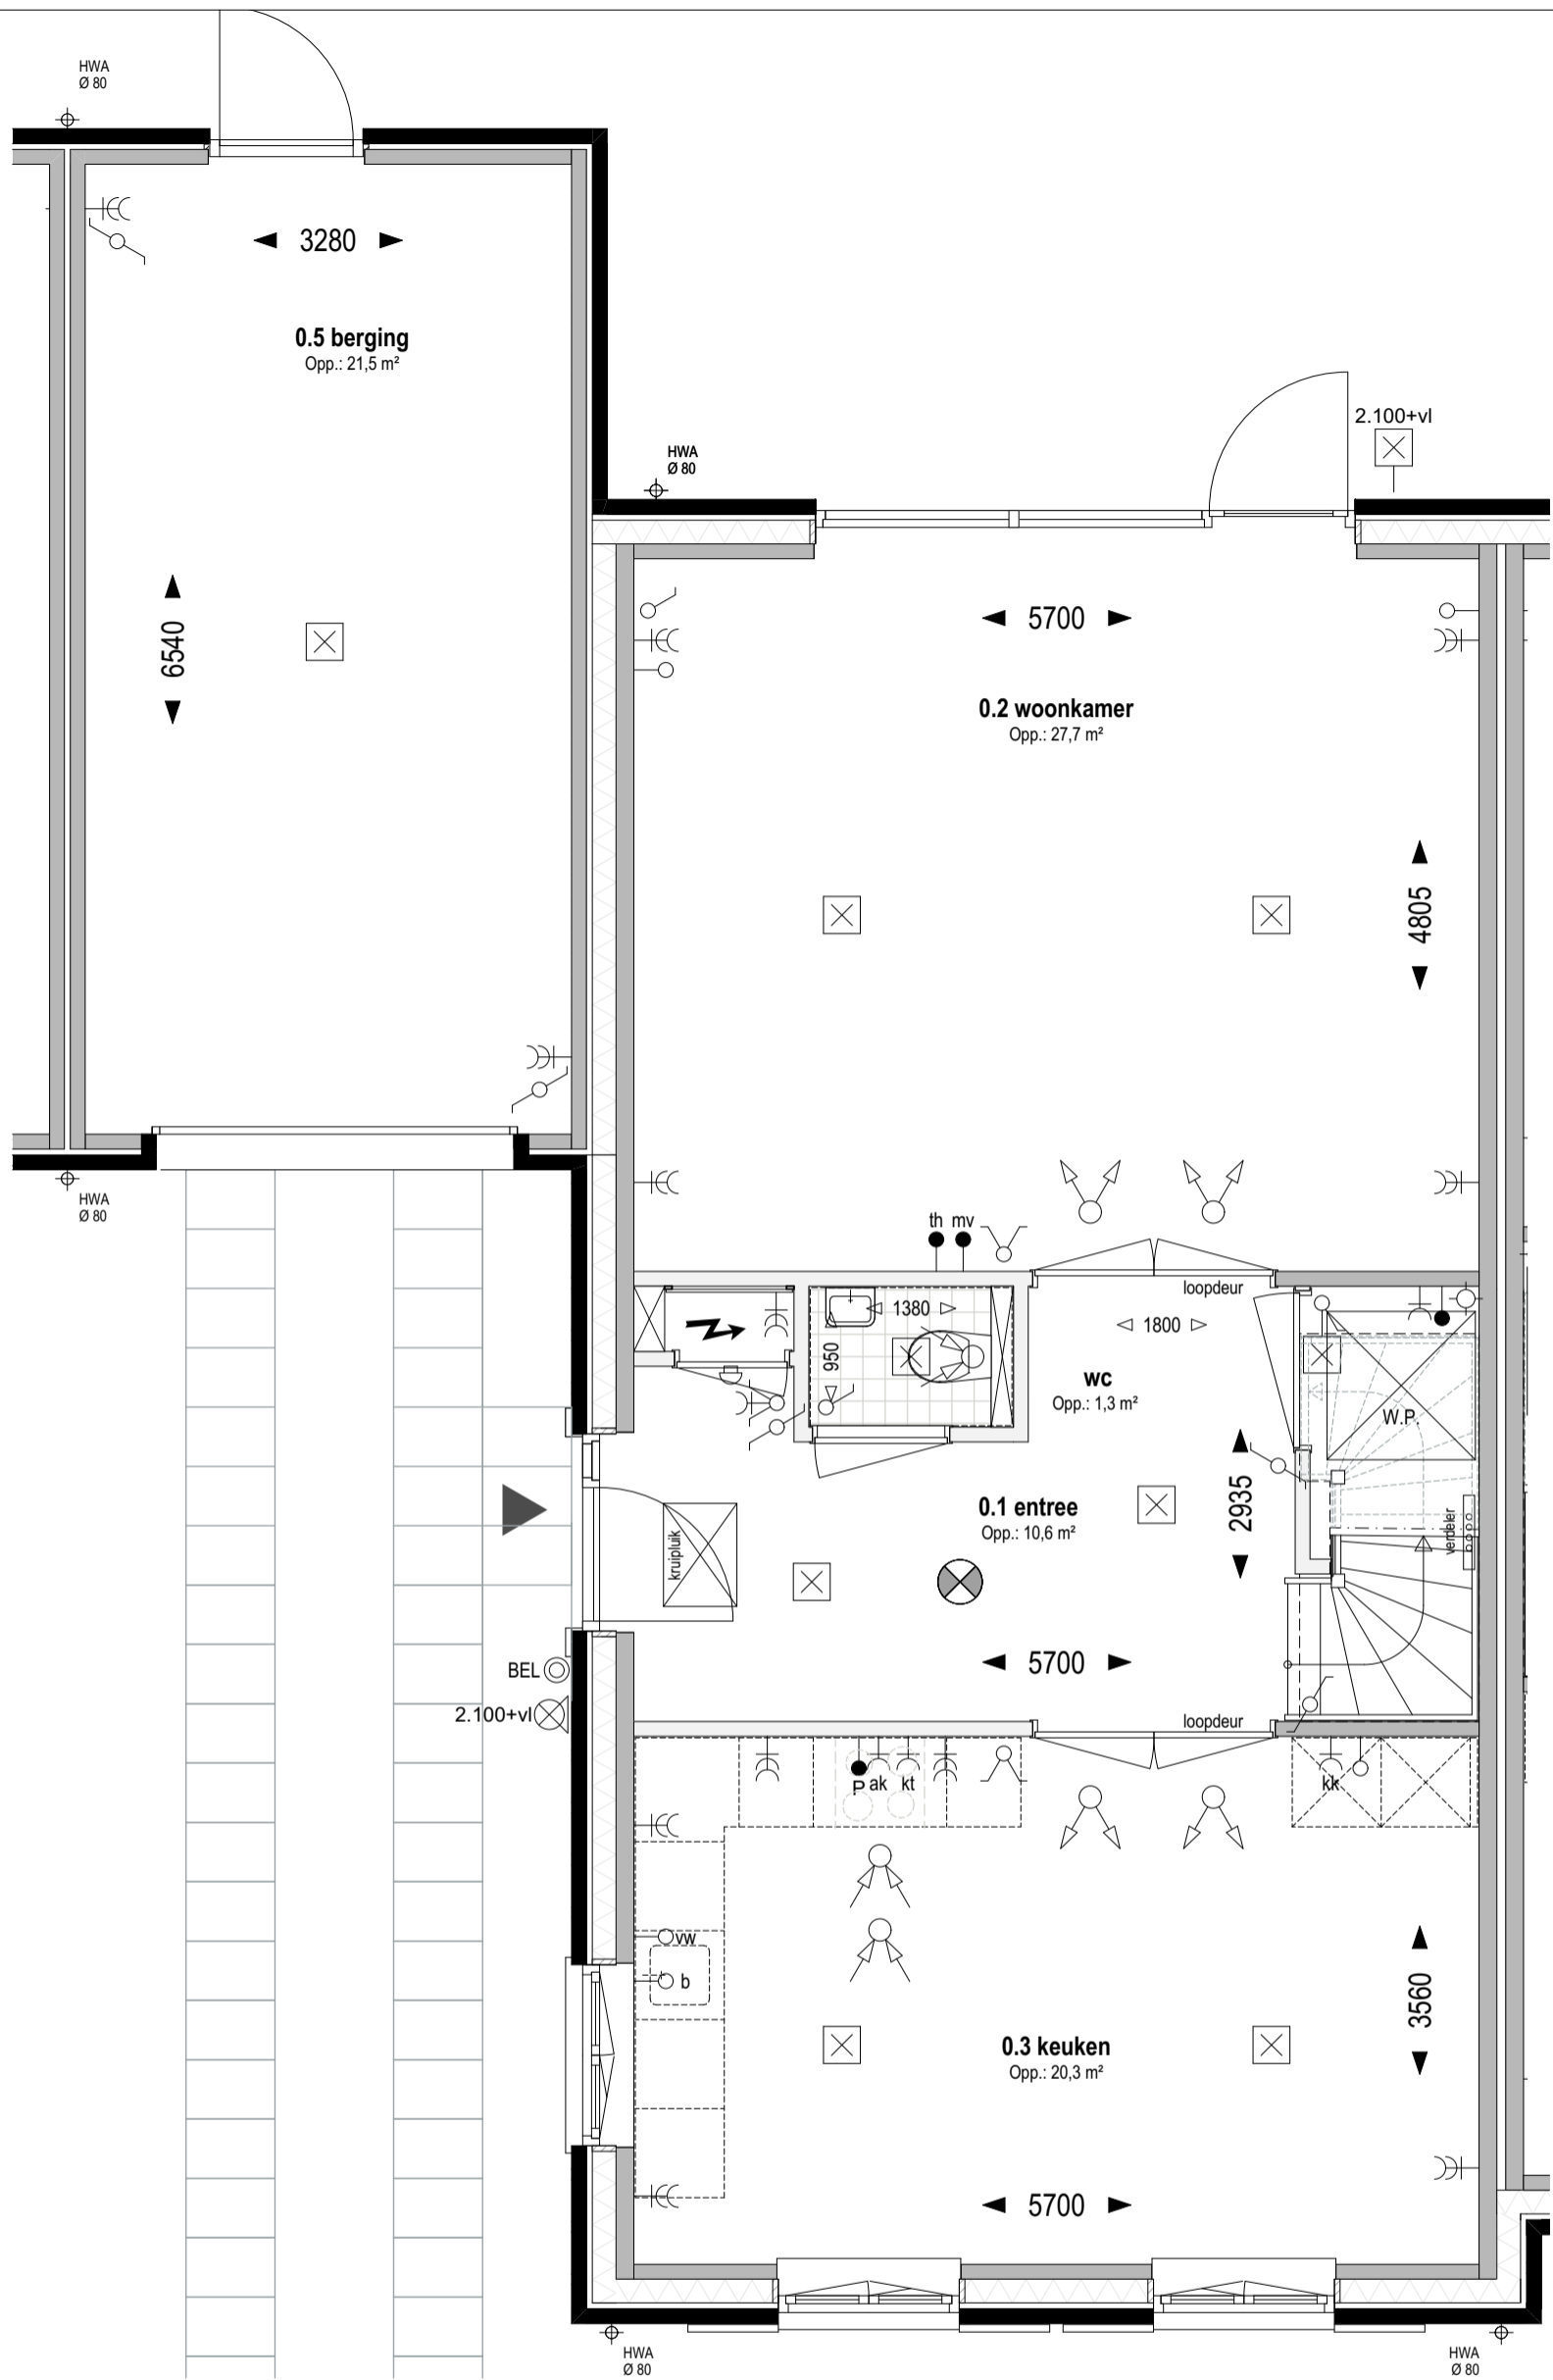 HWA
Ø 80
3280
0.5 berging
Opp.: 21,5 m²
2.100+vl
HWA
Ø 80
5700
6540
0.2 woonkamer
Opp.: 27,7 m²
4805
HWA
Ø 80
th mv
loopdeur
1380
1800
950
wc
Opp.: 1,3 m²
W.P.
2935
0.1 entree
Opp.: 10,6 m²
kruipluik
verdeler
5700
BEL
2.100+vl
loopdeur
P ak kt
kk
vw
b
3560
0.3 keuken
Opp.: 20,3 m²
5700
HWA
Ø 80
HWA
Ø 80